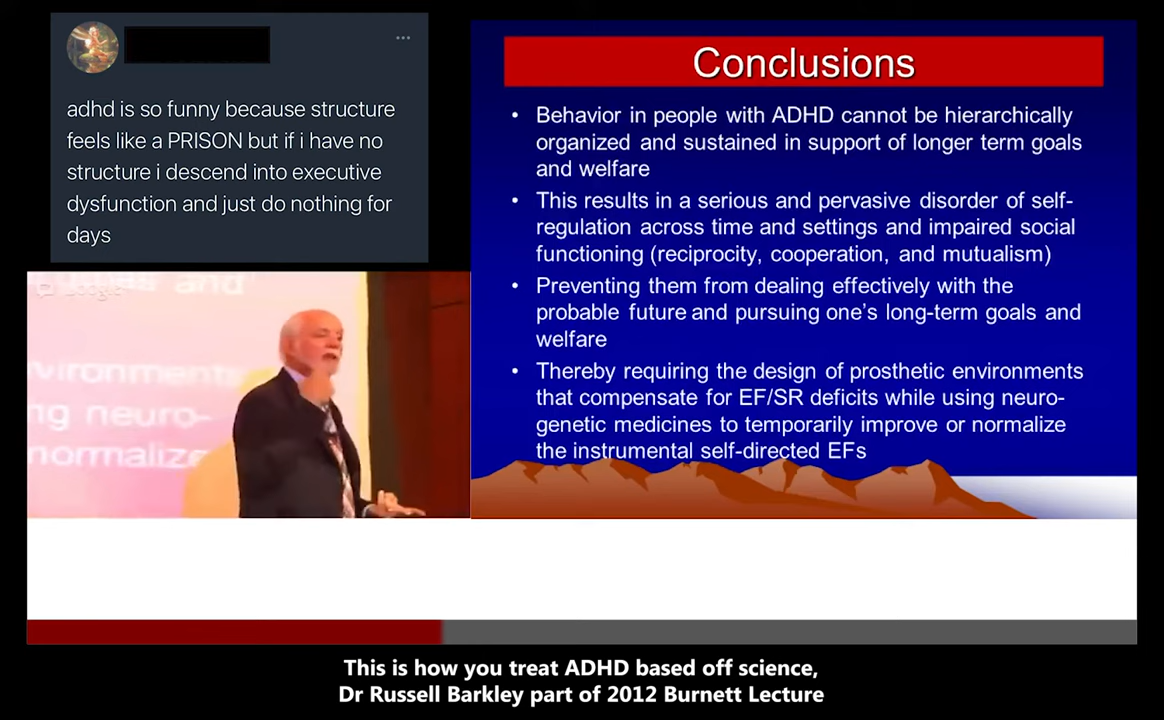 adhd is so funny because structure
feels like a PRISON but if i have no
structure i descend into executive
dysfunction and just do nothing for
days
Conclusions
• Behavior in people with ADHD cannot be hierarchically
organized and sustained in support of longer term goals
and welfare
• This results in a serious and pervasive disorder of self-
regulation across time and settings and impaired social
functioning (reciprocity, cooperation, and mutualism)
• Preventing them from dealing effectively with the
probable future and pursuing one's long-term goals and
welfare
• Thereby requiring the design of prosthetic environments
that compensate for EF/SR deficits while using neuro-
genetic medicines to temporarily improve or normalize
the instrumental self-directed EFs
and
vironments
ng neuro-
normalize
This is how you treat ADHD based off science,
Dr Russell Barkley part of 2012 Burnett Lecture